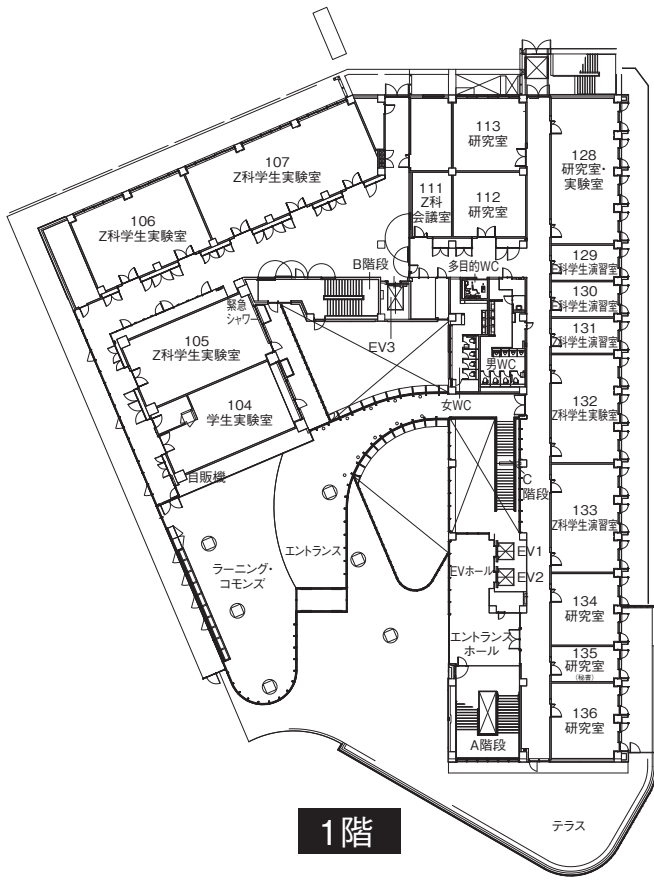 107
Z科学生実験室
106
Z科学生実験室
113
研究室
111
Z科
会議室
112
研究室
128
研究室・
実験室
129
Z科学生演習室
130
Z科学生演習室
131
Z科学生演習室
132
Z科学生実験室
133
Z科学生演習室
134
研究室
135
研究室
(秘書)
136
研究室
B階段
多目的WC
緊急
シャワー
105
Z科学生実験室
104
学生実験室
EV3
男WC
女WC
自販機
C
階段
エントランス
ラーニング・
コモンズ
EVホール
EV1
EV2
エントランス
ホール
A階段
テラス
1階